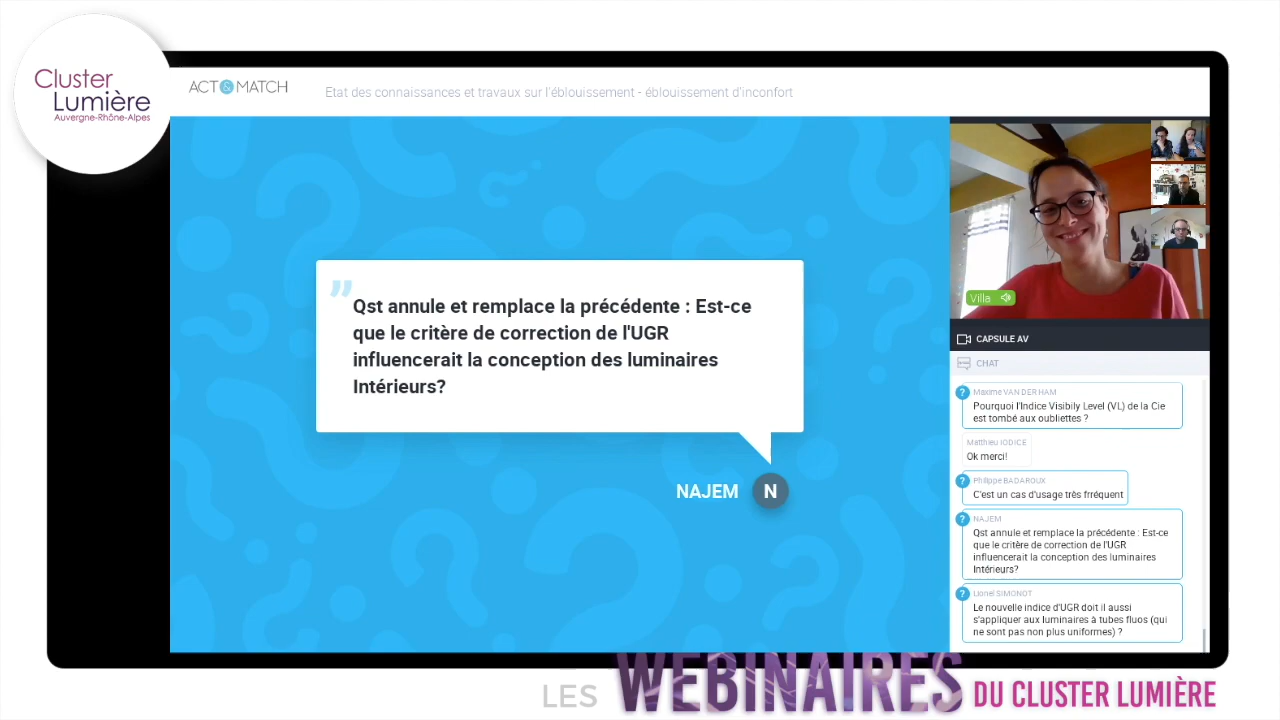 Cluster
Lumière
Auvergne-Rhône-Alpes
ACT & MATCH
Etat des connaissances et travaux sur l'éblouissement - éblouissement d'inconfort
Qst annule et remplace la précédente : Est-ce
que le critère de correction de l'UGR
influencerait la conception des luminaires
Intérieurs?
NAJEM
N
Villa
CAPSULE AV
CHAT
Maxime VAN DER HAM
Pourquoi l'Indice Visibily Level (VL) de la Cie
est tombé aux oubliettes ?
Matthieu IODICE
Ok merci!
Philippe BADAROUX
C'est un cas d'usage très frréquent
NAJEM
Qst annule et remplace la précédente : Est-ce
que le critère de correction de l'UGR
influencerait la conception des luminaires
Intérieurs?
Lionel SIMONOT
Le nouvelle indice d'UGR doit il aussi
s'appliquer aux luminaires à tubes fluos (qui
ne sont pas non plus uniformes) ?
LES WEBINAIRES DU CLUSTER LUMIÈRE